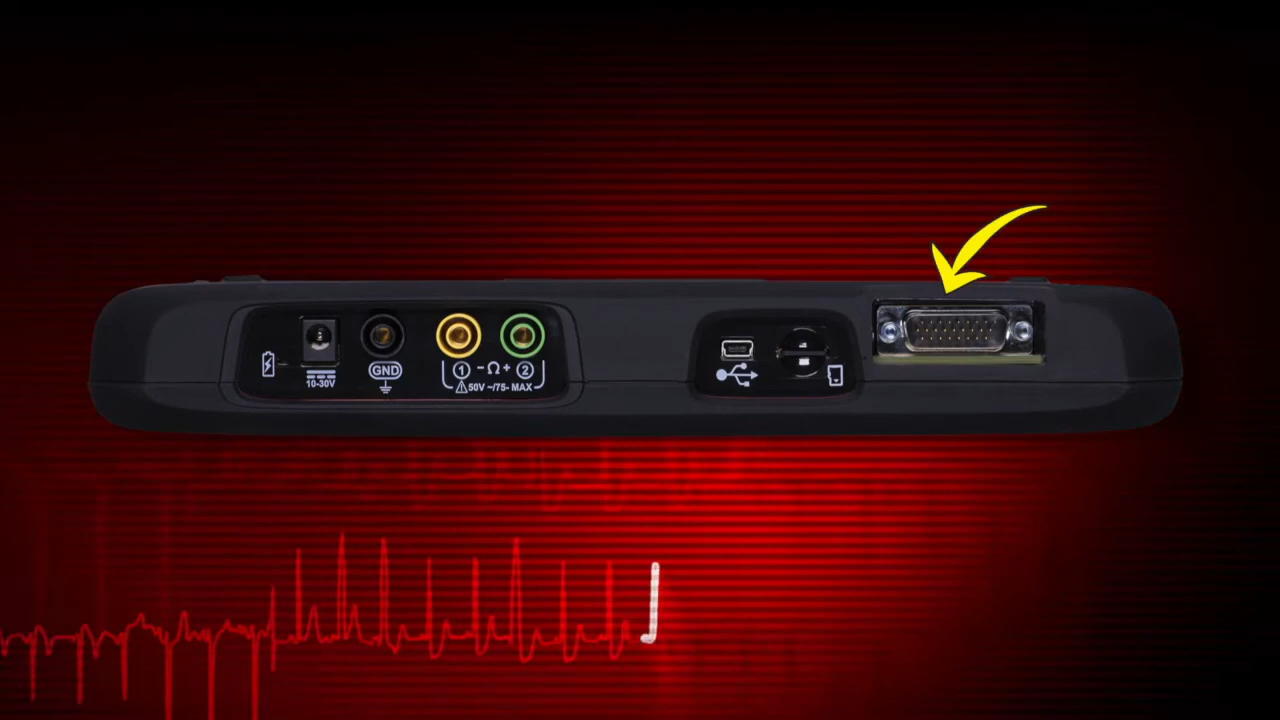 10-30V
GND
1 - Ω + 2
⚠50V ~/75- MAX